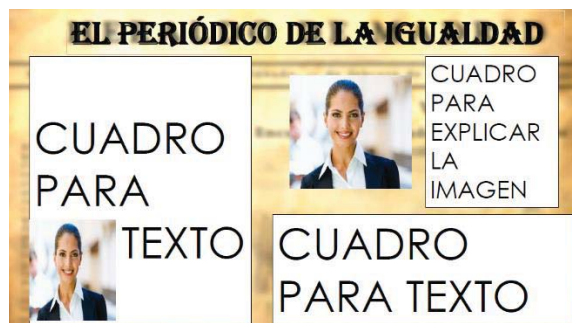 EL PERIÓDICO DE LA IGUALDAD
CUADRO
PARA
TEXTO
CUADRO
PARA
EXPLICAR
LA
IMAGEN
CUADRO
PARA TEXTO